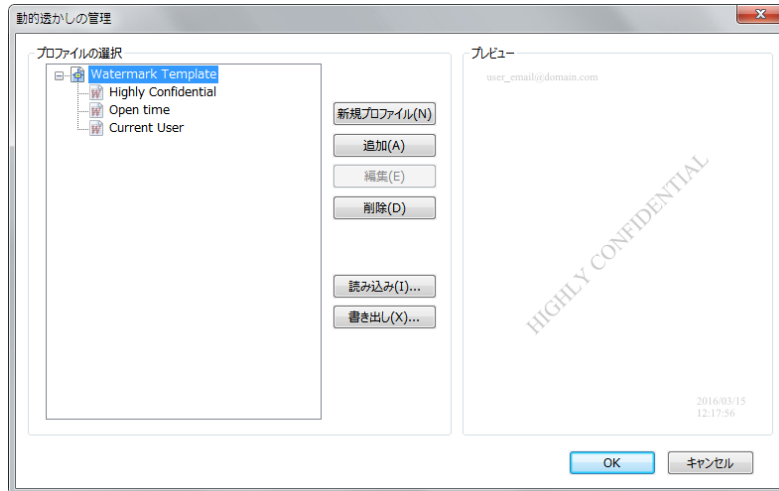 動的透かしの管理
プロファイルの選択
Watermark Template
Highly Confidential
Open time
Current User
新規プロファイル(N)
追加(A)
編集(E)
削除(D)
読み込み(I)...
書き出し(X)...
プレビュー
user_email@domain.com
HIGHLY CONFIDENTIAL
2016/03/15
12:17:56
OK
キャンセル